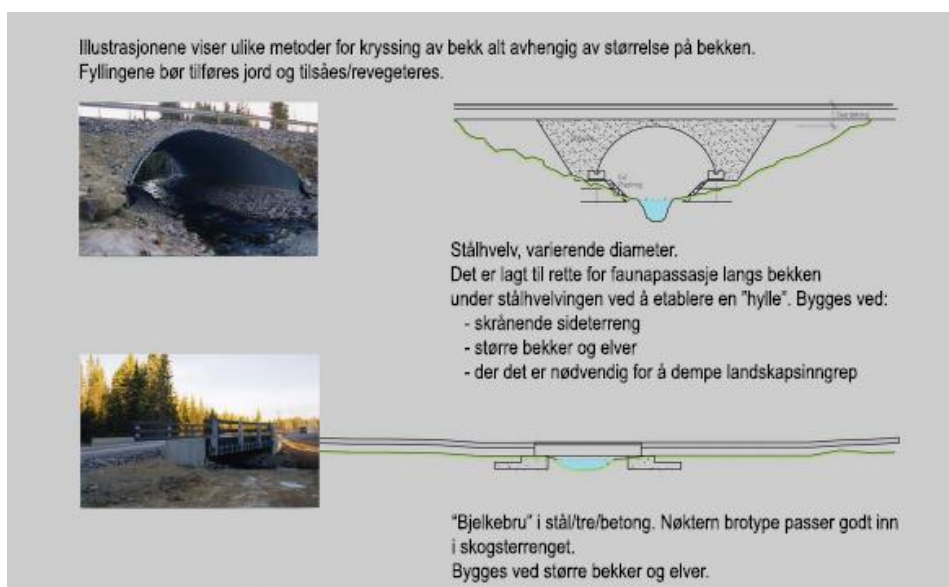 Illustrasjonene viser ulike metoder for kryssing av bekk alt avhengig av størrelse på bekken.
Fyllingene bør tilføres jord og tilsåes/revegeteres.
Stålhvelv, varierende diameter.
Det er lagt til rette for faunapassasje langs bekken
under stålhvelvingen ved å etablere en "hylle". Bygges ved:
- skrånende sideterreng
- større bekker og elver
- der det er nødvendig for å dempe landskapsinngrep
"Bjelkebru" i stål/tre/betong. Nøktern brotype passer godt inn
i skogsterrenget.
Bygges ved større bekker og elver.